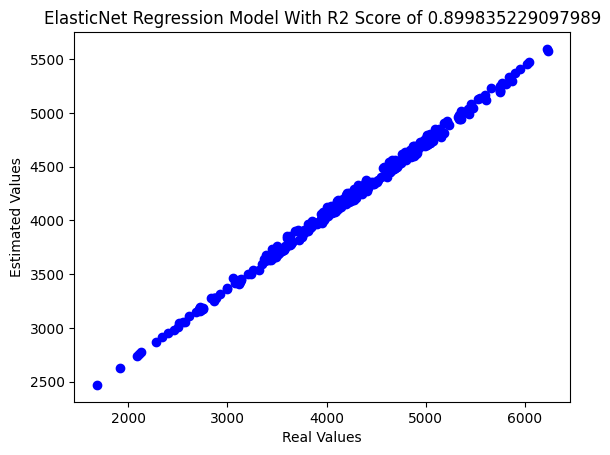 ElasticNet Regression Model With R2 Score of 0.899835229097989
5500
5000
4500
4000
3500
3000
2500
Estimated Values
2000 3000 4000 5000 6000
Real Values